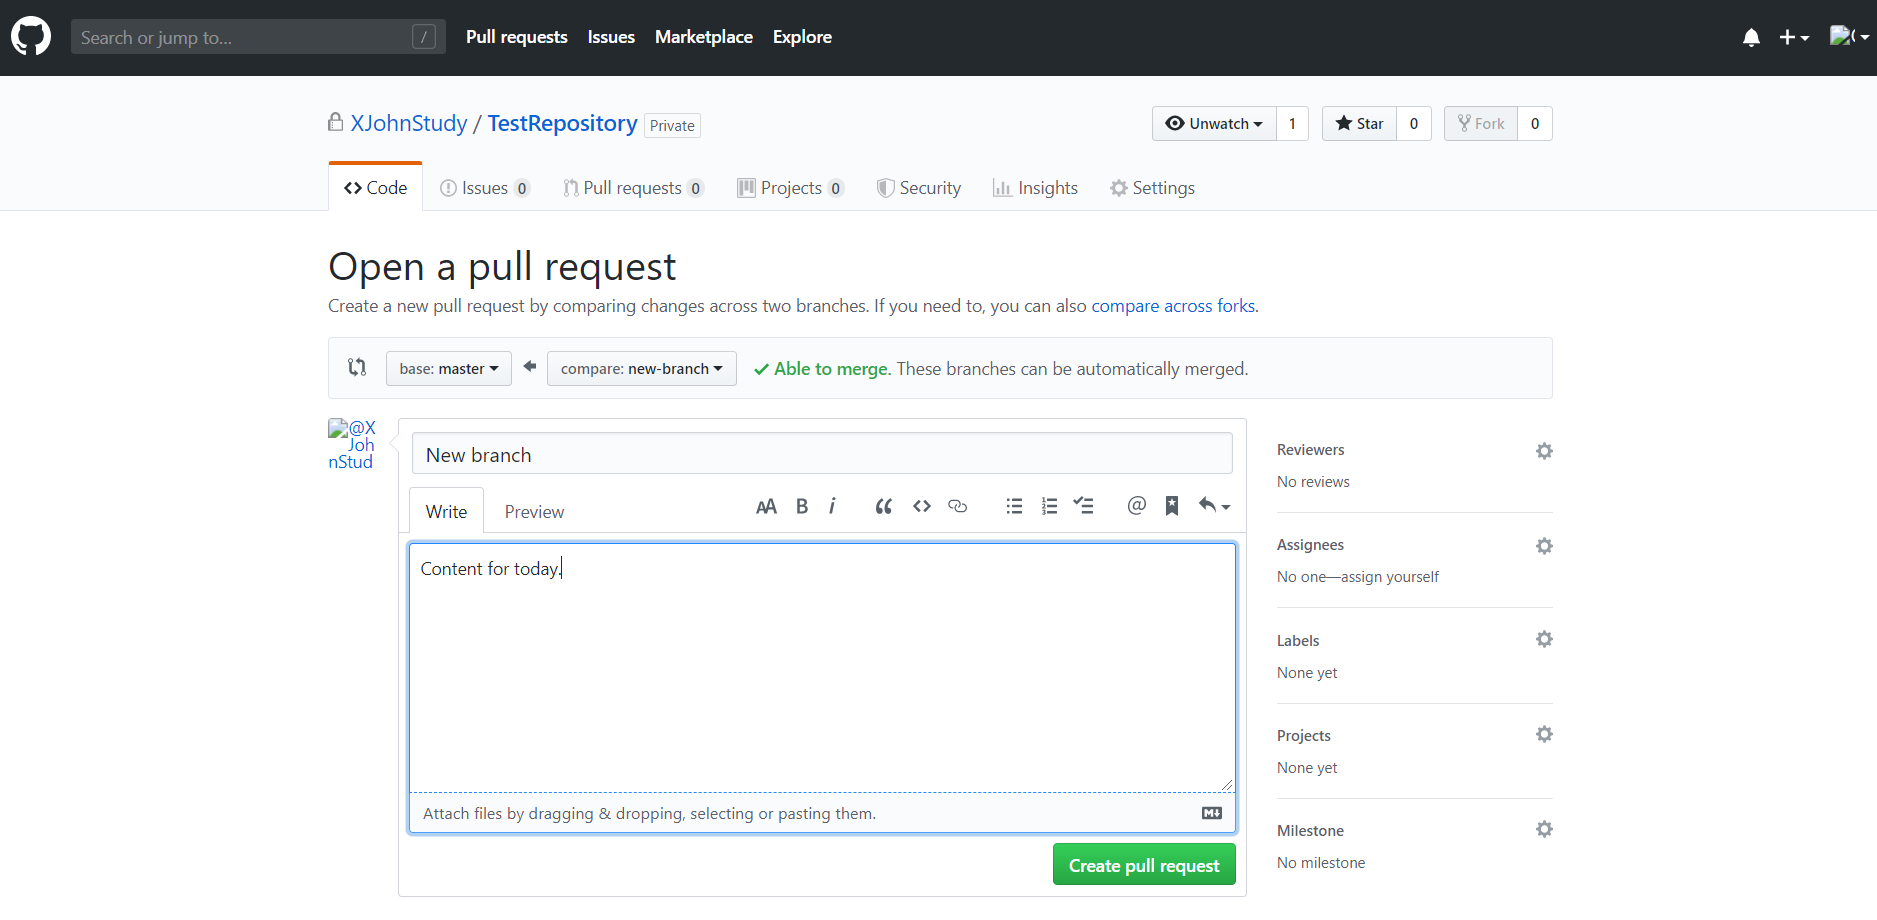 Search or jump to... /
Pull requests Issues Marketplace Explore
XJohnStudy / TestRepository Private
Unwatch 1 Star 0 Fork 0
Code Issues 0 Pull requests 0 Projects 0 Security Insights Settings
Open a pull request
Create a new pull request by comparing changes across two branches. If you need to, you can also compare across forks.
base: master compare: new-branch Able to merge. These branches can be automatically merged.
@X
Joh
nStud
New branch
Write Preview
AA B i
Content for today.
Attach files by dragging & dropping, selecting or pasting them.
Create pull request
Reviewers
No reviews
Assignees
No one—assign yourself
Labels
None yet
Projects
None yet
Milestone
No milestone